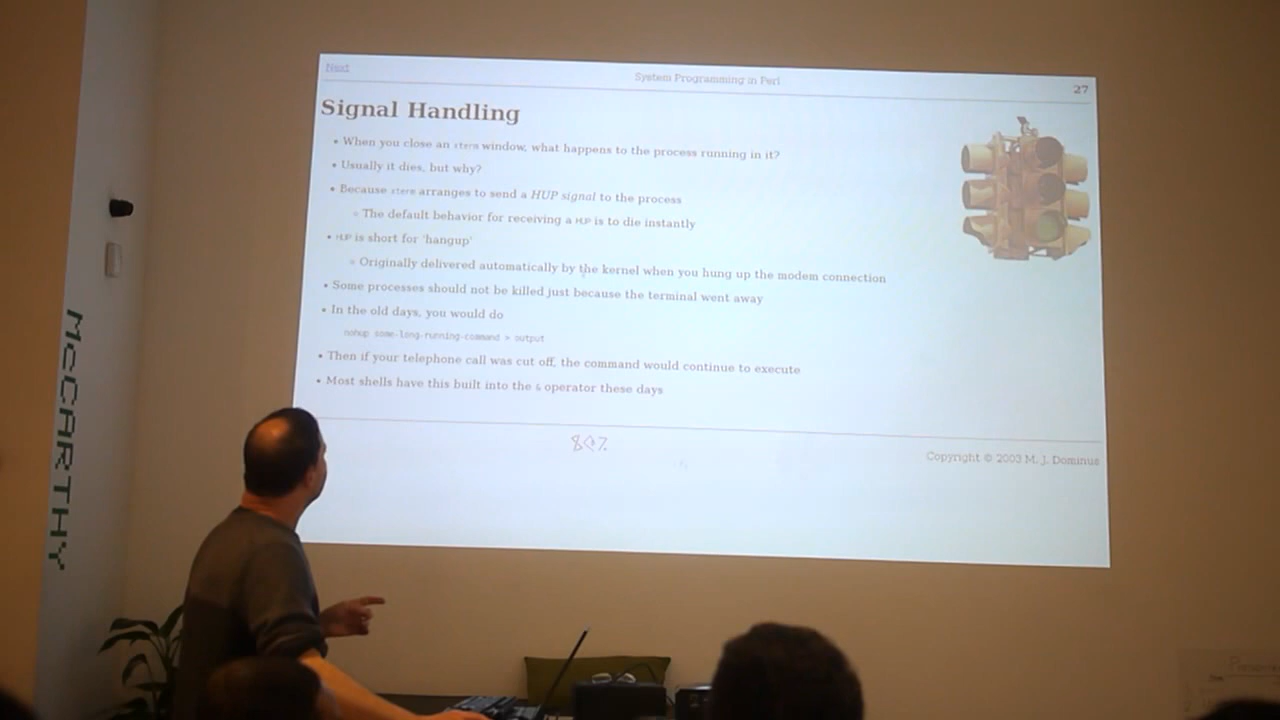 Next
System Programming in Perl
27
Signal Handling
• When you close an xterm window, what happens to the process running in it?
• Usually it dies, but why?
• Because xterm arranges to send a HUP signal to the process
◦ The default behavior for receiving a HUP is to die instantly
• HUP is short for 'hangup'
◦ Originally delivered automatically by the kernel when you hung up the modem connection
• Some processes should not be killed just because the terminal went away
• In the old days, you would do
nohup some-long-running-command > output
• Then if your telephone call was cut off, the command would continue to execute
• Most shells have this built into the & operator these days
Copyright © 2003 M. J. Dominus
McCARTHY